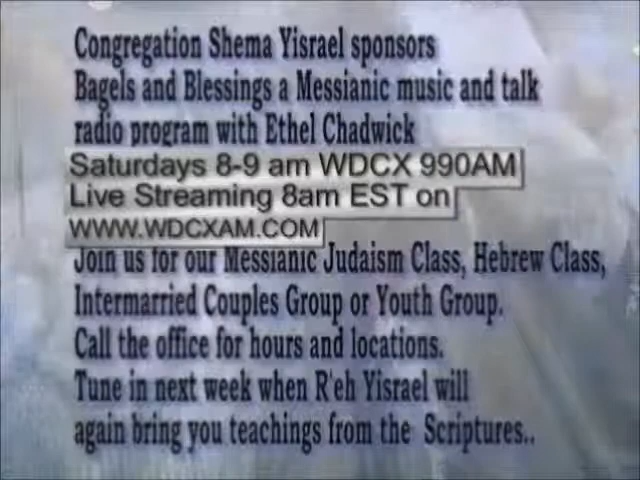 Congregation Shema Yisrael sponsors
Bagels and Blessings a Messianic music and talk
radio program with Ethel Chadwick
Saturdays 8-9 am WDCX 990AM
Live Streaming 8am EST on
WWW.WDCXAM.COM
Join us for our Messianic Judaism Class, Hebrew Class,
Intermarried Couples Group or Youth Group.
Call the office for hours and locations.
Tune in next week when R'eh Yisrael will
again bring you teachings from the Scriptures..